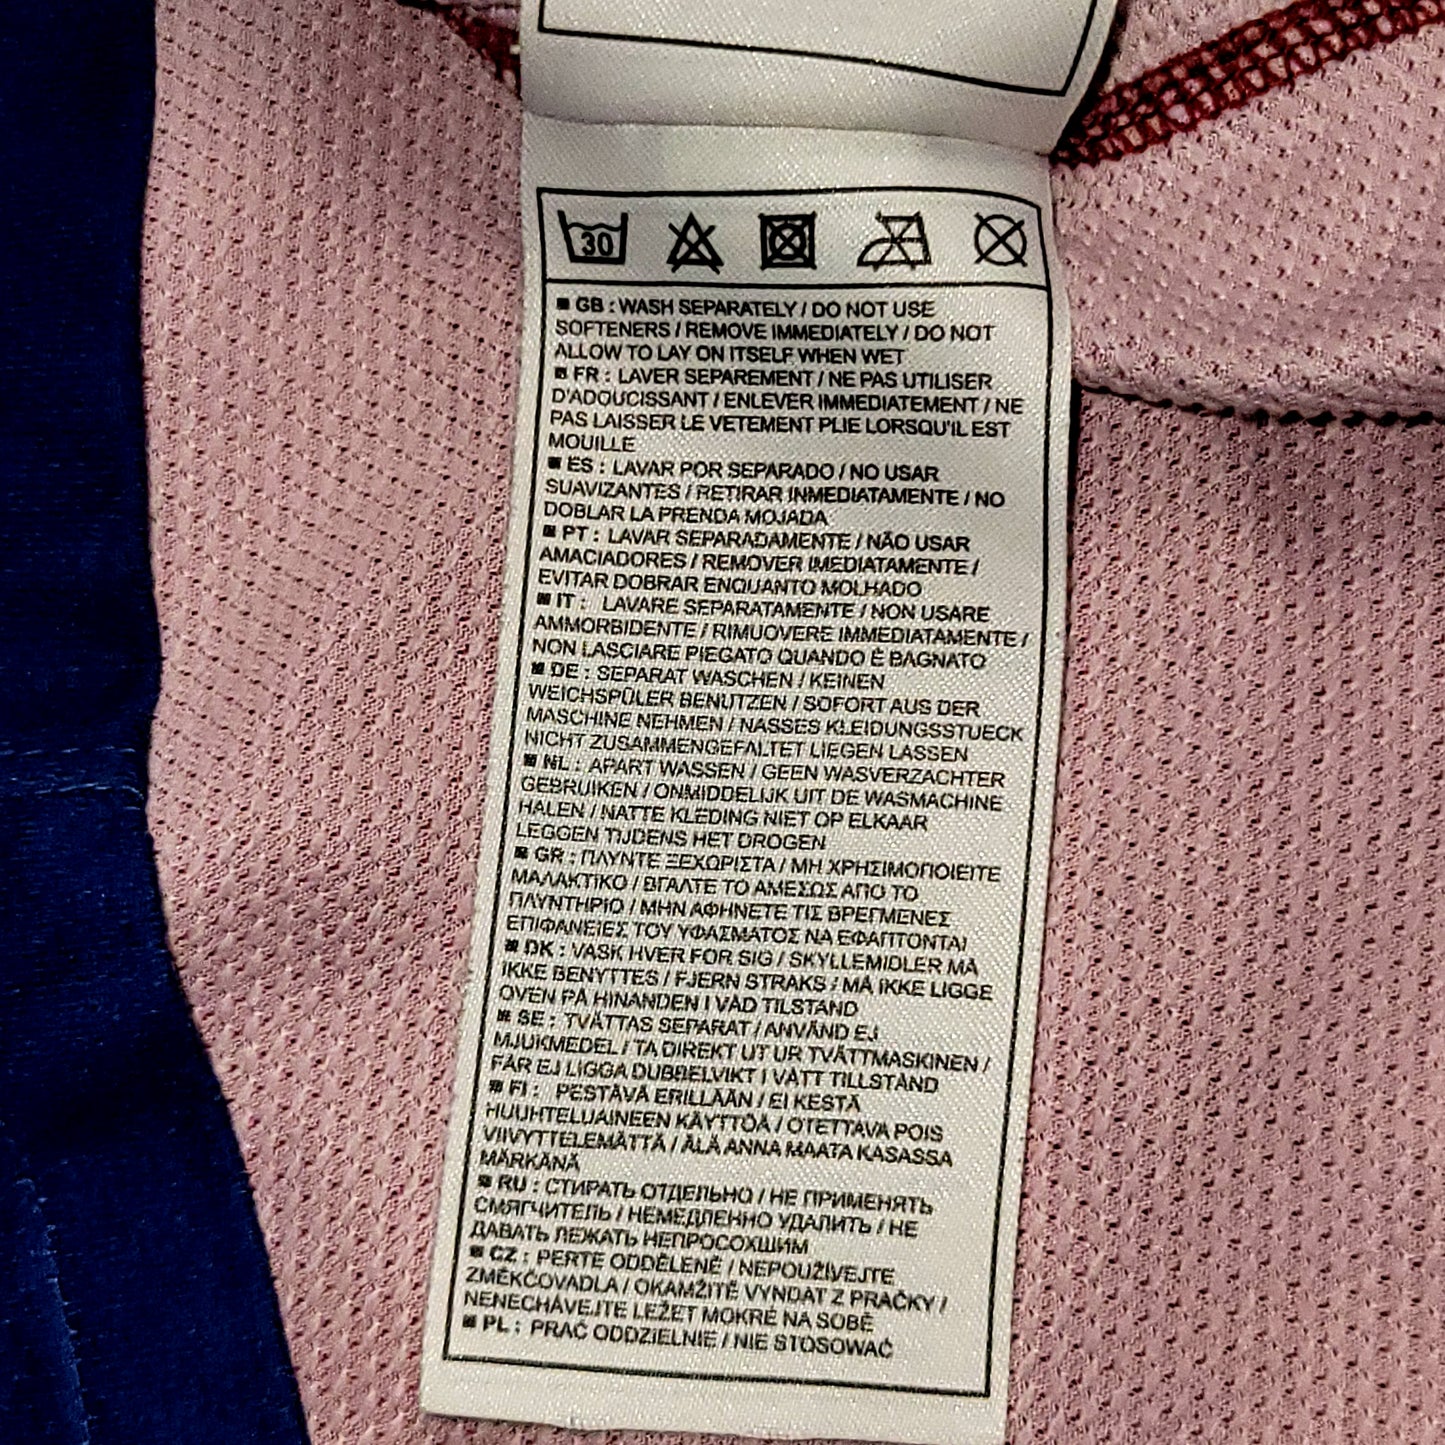 30
■ GB : WASH SEPARATELY / DO NOT USE
SOFTENERS / REMOVE IMMEDIATELY / DO NOT
ALLOW TO LAY ON ITSELF WHEN WET
■ FR : LAVER SEPAREMENT / NE PAS UTILISER
D'ADOUCISSANT / ENLEVER IMMEDIATEMENT / NE
PAS LAISSER LE VETEMENT PLIE LORSQU'IL EST
MOUILLE
■ ES : LAVAR POR SEPARADO / NO USAR
SUAVIZANTES / RETIRAR INMEDIATAMENTE / NO
DOBLAR LA PRENDA MOJADA
■ PT : LAVAR SEPARADAMENTE / NÃO USAR
AMACIADORES / REMOVER IMEDIATAMENTE /
EVITAR DOBRAR ENQUANTO MOLHADO
■ IT : LAVARE SEPARATAMENTE / NON USARE
AMMORBIDENTE / RIMUOVERE IMMEDIATAMENTE /
NON LASCIARE PIEGATO QUANDO È BAGNATO
■ DE : SEPARAT WASCHEN / KEINEN
WEICHSPÜLER BENUTZEN / SOFORT AUS DER
MASCHINE NEHMEN / NASSES KLEIDUNGSSTUECK
NICHT ZUSAMMENGEFALTET LIEGEN LASSEN
■ NL : APART WASSEN / GEEN WASVERZACHTER
GEBRUIKEN / ONMIDDELIJK UIT DE WASMACHINE
HALEN / NATTE KLEDING NIET OP ELKAAR
LEGGEN TIJDENS HET DROGEN
■ GR : ΠΛΥΝΤΕ ΞΕΧΩΡΙΣΤΑ / ΜΗ ΧΡΗΣΙΜΟΠΟΙΕΙΤΕ
ΜΑΛΑΚΤΙΚΟ / ΒΓΑΛΤΕ ΤΟ ΑΜΕΣΩΣ ΑΠΟ ΤΟ
ΠΛΥΝΤΗΡΙΟ / ΜΗΝ ΑΦΗΝΕΤΕ ΤΙΣ ΒΡΕΓΜΕΝΕΣ
ΕΠΙΦΑΝΕΙΕΣ ΤΟΥ ΥΦΑΣΜΑΤΟΣ ΝΑ ΕΦΑΠΤΟΝΤΑΙ
■ DK : VASK HVER FOR SIG / SKYLLEMIDLER MÅ
IKKE BENYTTES / FJERN STRAKS / MÅ IKKE LIGGE
OVEN PÅ HINANDEN I VÅD TILSTAND
■ SE : TVÄTTAS SEPARAT / ANVÄND EJ
MJUKMEDEL / TA DIREKT UT UR TVÄTTMASKINEN /
FÅR EJ LIGGA DUBBELVIKT I VÅTT TILLSTÅND
■ FI : PESTÄVÄ ERILLÄÄN / EI KESTÄ
HUUHTELUAINEEN KÄYTTÖÄ / OTETTAVA POIS
VIIVYTTELEMÄTTÄ / ÄLÄ ANNA MAATA KASASSA
MÄRKÄNÄ
■ RU : СТИРАТЬ ОТДЕЛЬНО / НЕ ПРИМЕНЯТЬ
СМЯГЧИТЕЛЬ / НЕМЕДЛЕННО УДАЛИТЬ / НЕ
ДАВАТЬ ЛЕЖАТЬ НЕПРОСОХШИМ
■ CZ : PERTE ODDĚLENĚ / NEPOUŽÍVEJTE
ZMĚKČOVADLA / OKAMŽITĚ VYNDAT Z PRAČKY /
NENECHÁVEJTE LEŽET MOKRÉ NA SOBĚ
■ PL : PRAĆ ODDZIELNIE / NIE STOSOWAĆ